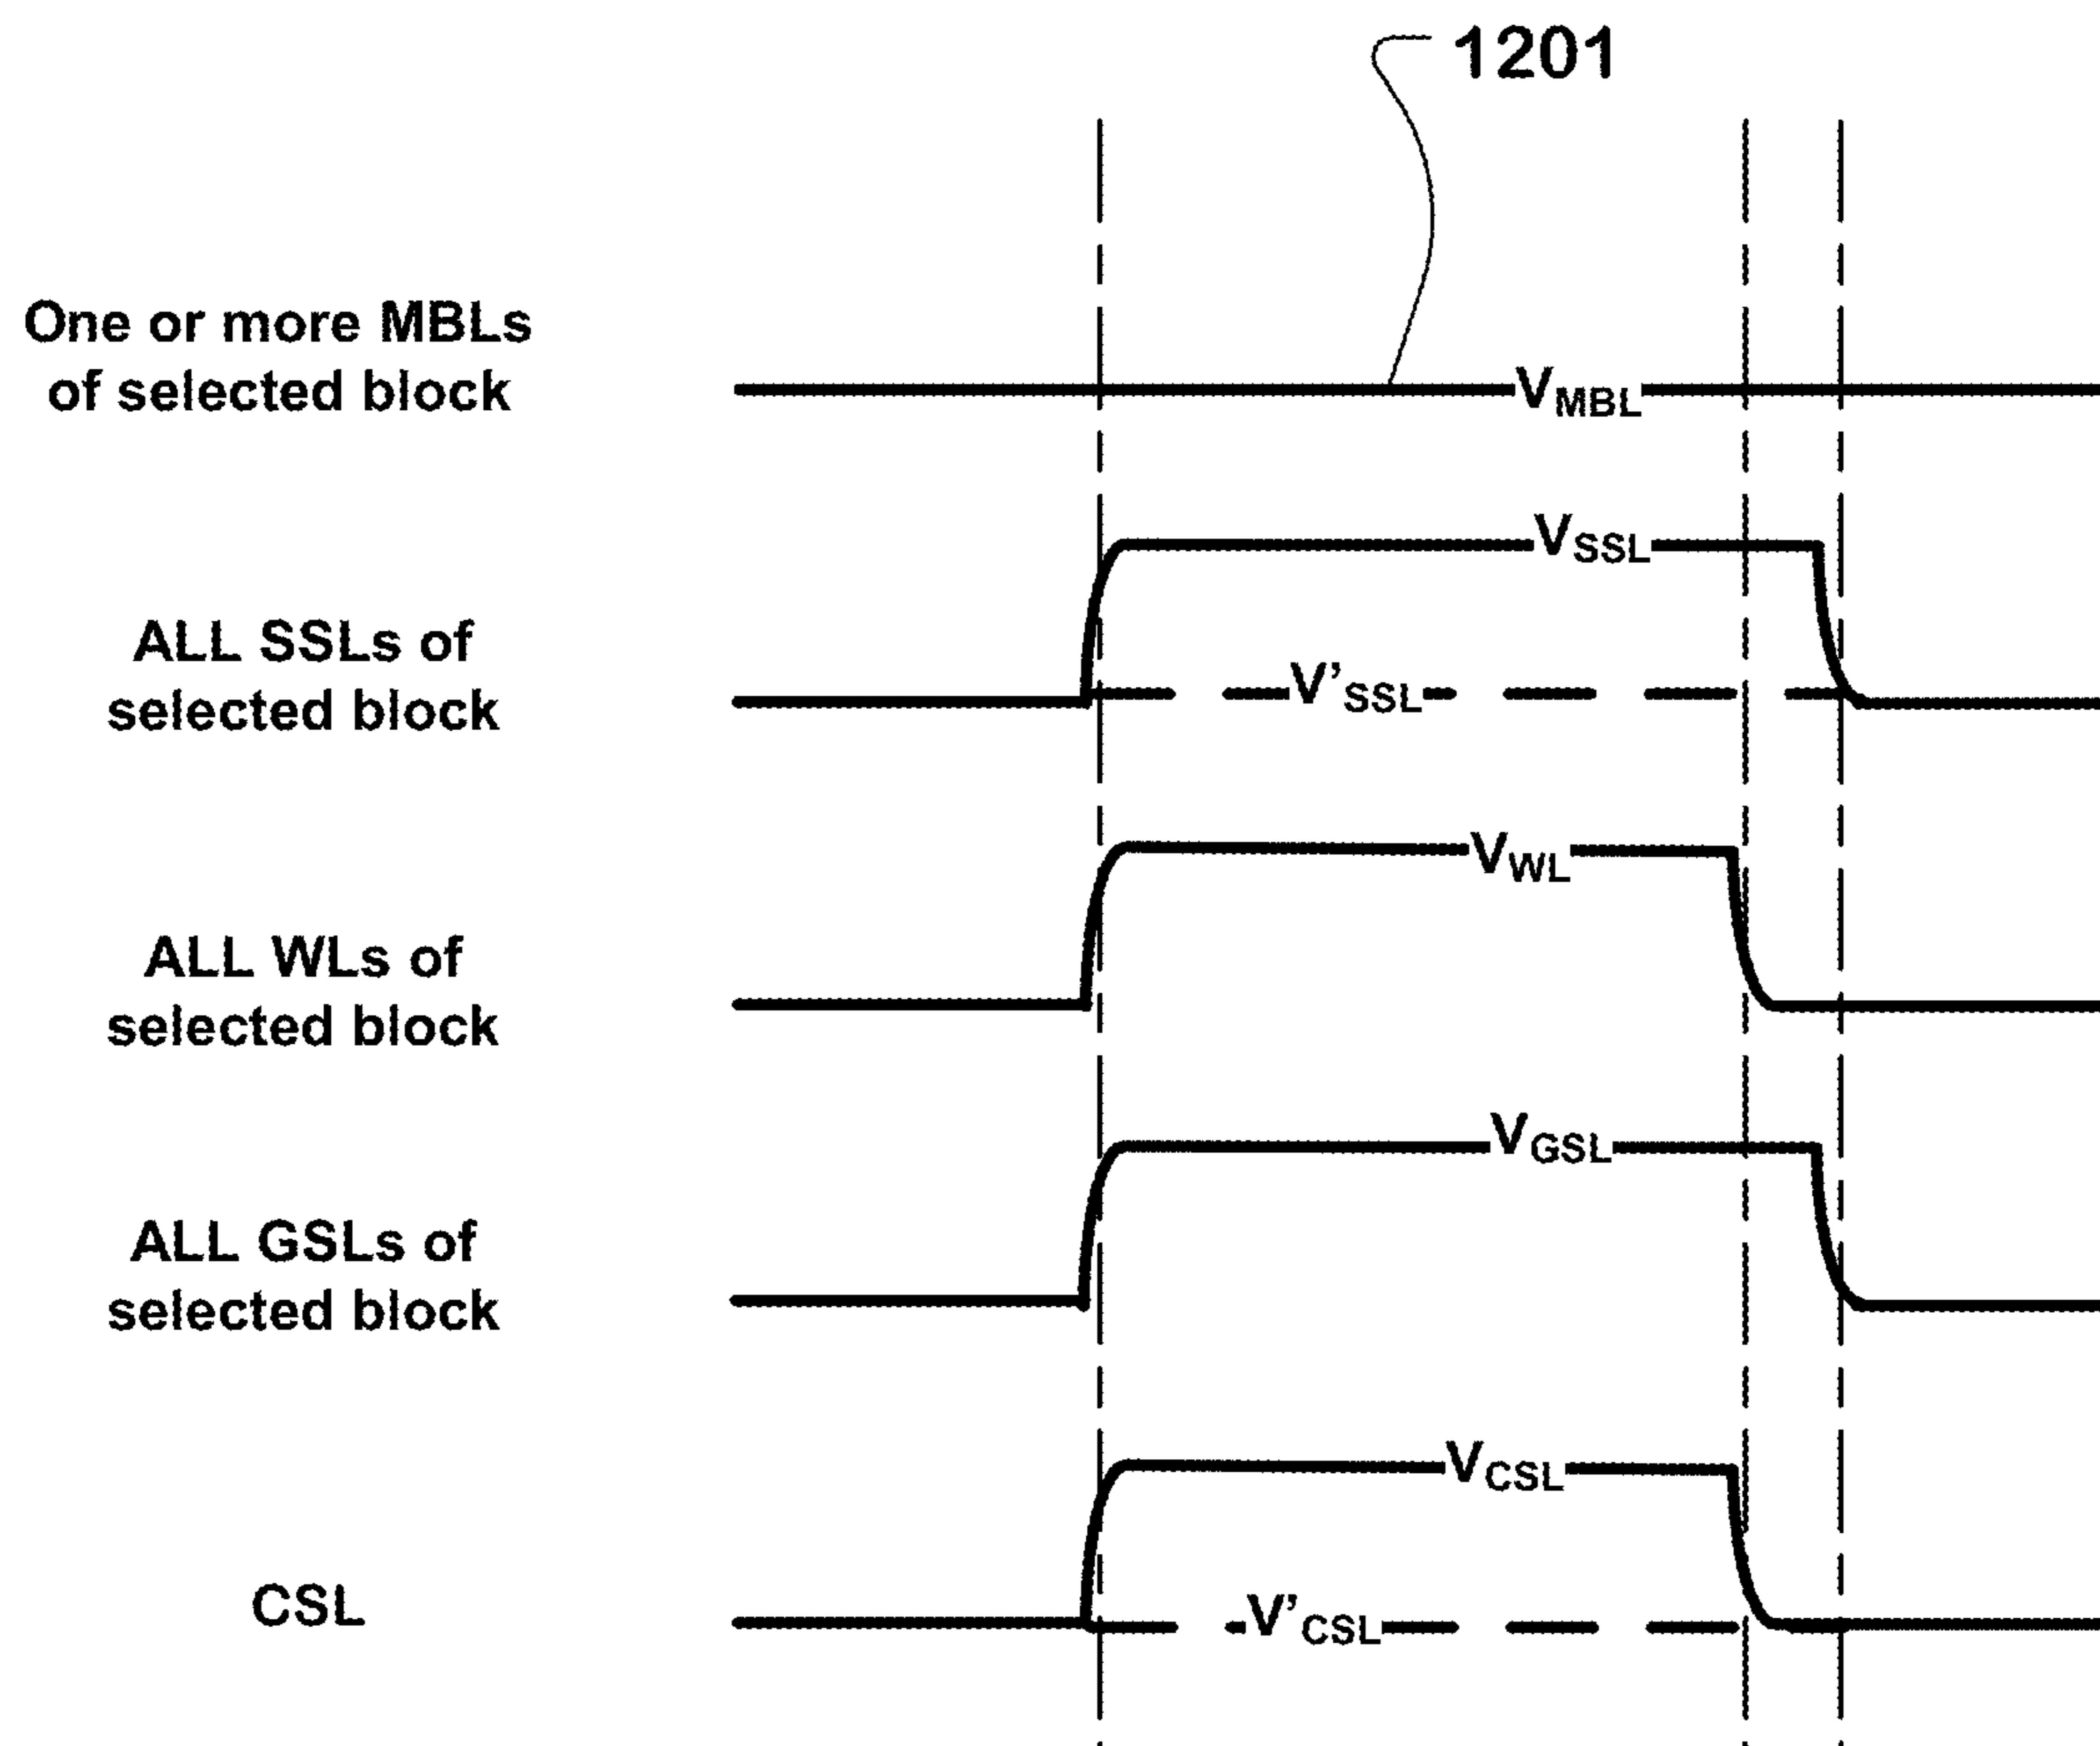 1201
One or more MBLs
of selected block
VMBL
VSSL
ALL SSLs of
selected block
V'SSL
VWL
ALL WLs of
selected block
VGSL
ALL GSLs of
selected block
VCSL
CSL
V'CSL